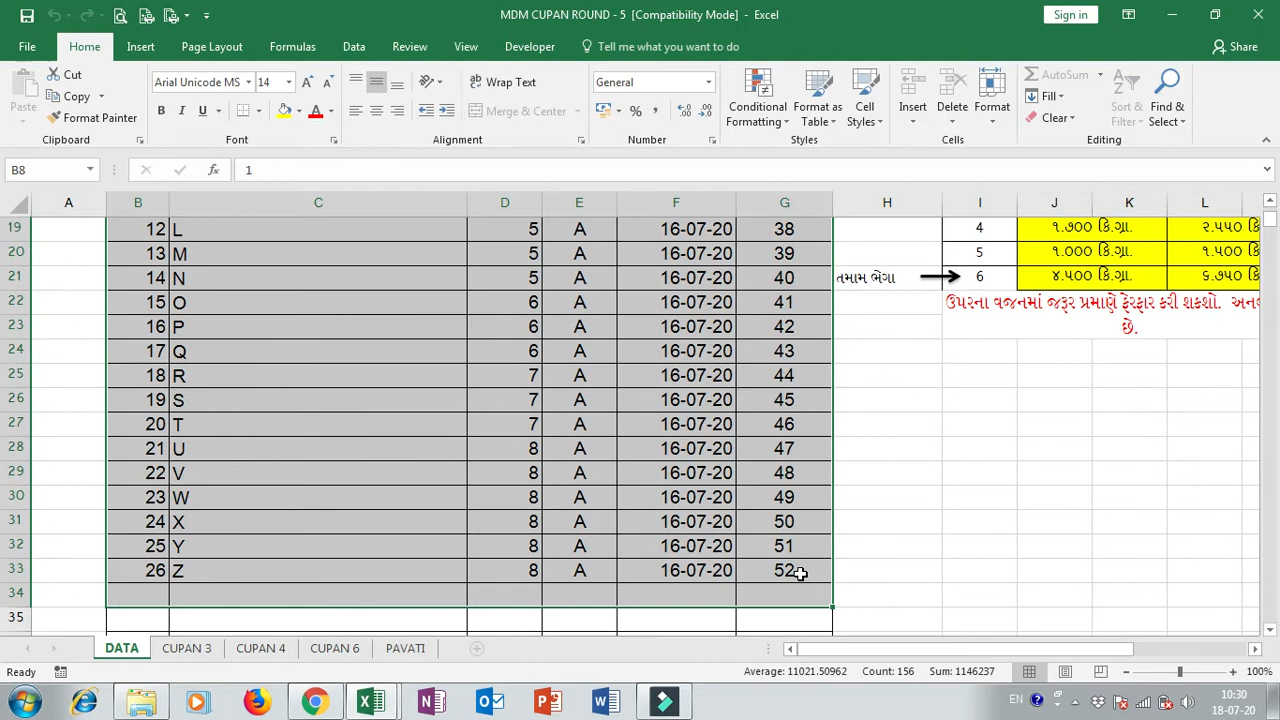 MDM CUPAN ROUND - 5 [Compatibility Mode] - Excel
Sign in
File Home Insert Page Layout Formulas Data Review View Developer Tell me what you want to do Share
Paste Cut Copy Format Painter Clipboard
Arial Unicode MS 14 B I U Font
Wrap Text Merge & Center Alignment
General % , Number
Conditional Formatting Format as Table Cell Styles Styles
Insert Delete Format Cells
AutoSum Fill Clear Sort & Filter Find & Select Editing
B8 fx 1
A B C D E F G H I J K L
19 12 L 5 A 16-07-20 38 4 ૧.૭૦૦ કિ.ગ્રા. ૨.૫૫૦ કિ
20 13 M 5 A 16-07-20 39 5 ૧.૦૦૦ કિ.ગ્રા. ૧.૫૦૦ કિ
21 14 N 5 A 16-07-20 40 તમામ ભેગા 6 ૪.૫૦૦ કિ.ગ્રા. ૬.૭૫૦ કિ
22 15 O 6 A 16-07-20 41 ઉપરના વજનમાં જરૂર પ્રમાણે ફેરફાર કરી શકશો.
23 16 P 6 A 16-07-20 42 છે.
24 17 Q 6 A 16-07-20 43
25 18 R 7 A 16-07-20 44
26 19 S 7 A 16-07-20 45
27 20 T 7 A 16-07-20 46
28 21 U 8 A 16-07-20 47
29 22 V 8 A 16-07-20 48
30 23 W 8 A 16-07-20 49
31 24 X 8 A 16-07-20 50
32 25 Y 8 A 16-07-20 51
33 26 Z 8 A 16-07-20 52
34
35
DATA CUPAN 3 CUPAN 4 CUPAN 6 PAVATI
Ready Average: 11021.50962 Count: 156 Sum: 1146237 100%
EN 10:30
18-07-20